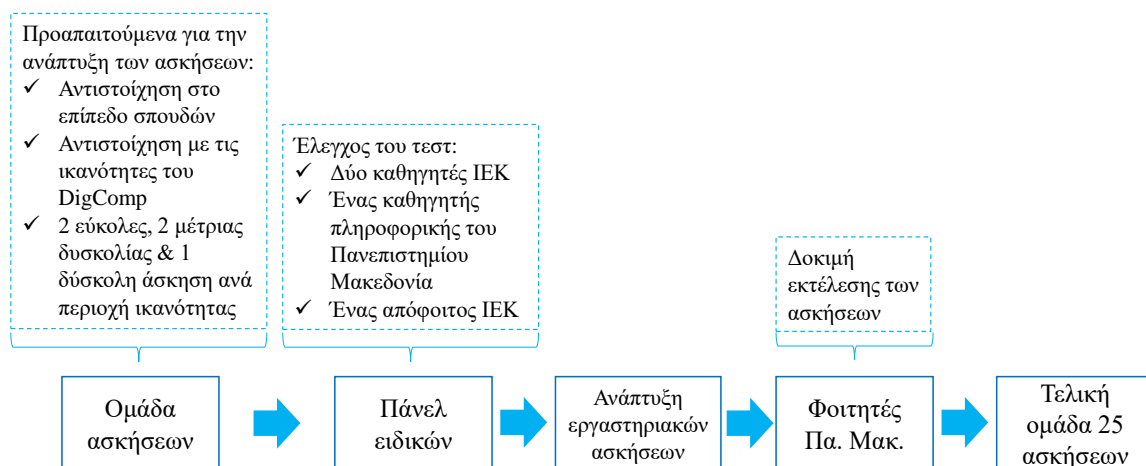 Προαπαιτούμενα για την
ανάπτυξη των ασκήσεων:
✓ Αντιστοίχηση στο
επίπεδο σπουδών
✓ Αντιστοίχηση με τις
ικανότητες του
DigComp
✓ 2 εύκολες, 2 μέτριας
δυσκολίας & 1
δύσκολη άσκηση ανά
περιοχή ικανότητας
Έλεγχος του τεστ:
✓ Δύο καθηγητές ΙΕΚ
✓ Ένας καθηγητής
πληροφορικής του
Πανεπιστημίου
Μακεδονία
✓ Ένας απόφοιτος ΙΕΚ
Δοκιμή
εκτέλεσης των
ασκήσεων
Ομάδα
ασκήσεων
Πάνελ
ειδικών
Ανάπτυξη
εργαστηριακών
ασκήσεων
Φοιτητές
Πα. Μακ.
Τελική
ομάδα 25
ασκήσεων